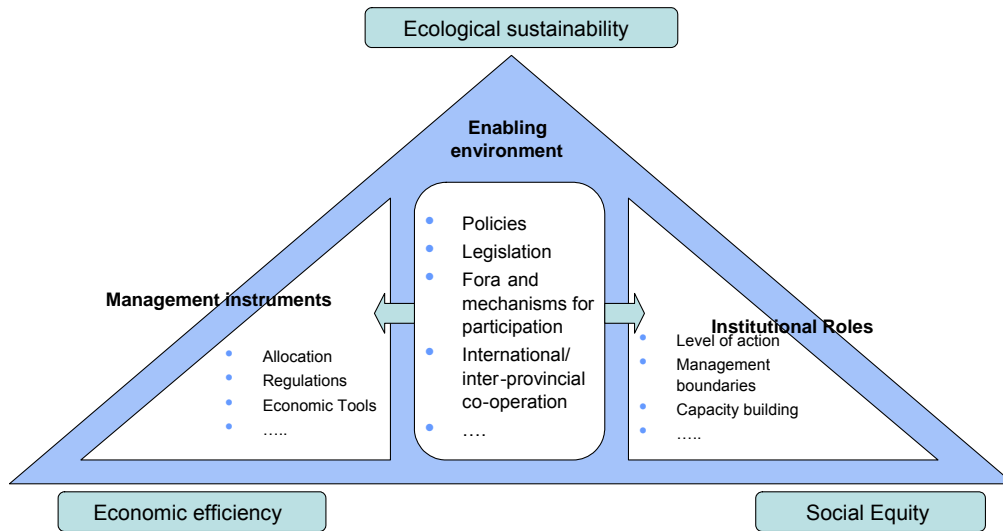 Ecological sustainability
Enabling
environment
Policies
Legislation
Fora and
mechanisms for
participation
International/
inter-provincial
co-operation
….
Management instruments
Allocation
Regulations
Economic Tools
…..
Institutional Roles
Level of action
Management
boundaries
Capacity building
…..
Economic efficiency
Social Equity